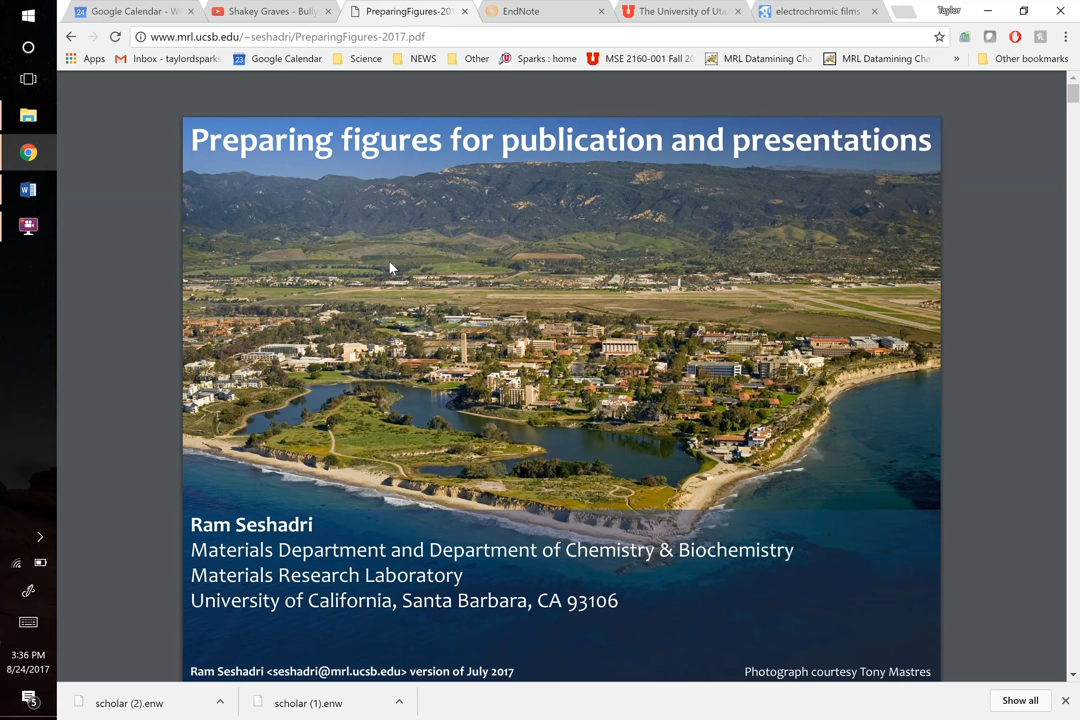 Google Calendar - W
Shakey Graves - Bully
PreparingFigures-201
EndNote
The University of Uta
electrochromic films
Taylor
www.mrl.ucsb.edu/~seshadri/PreparingFigures-2017.pdf
Apps
Inbox - taylordsparks
Google Calendar
Science
NEWS
Other
Sparks : home
MSE 2160-001 Fall 20
MRL Datamining Cha
MRL Datamining Cha
»
Other bookmarks
Preparing figures for publication and presentations
Ram Seshadri
Materials Department and Department of Chemistry & Biochemistry
Materials Research Laboratory
University of California, Santa Barbara, CA 93106
Ram Seshadri <seshadri@mrl.ucsb.edu> version of July 2017
Photograph courtesy Tony Mastres
3:36 PM
8/24/2017
5
scholar (2).enw
scholar (1).enw
Show all